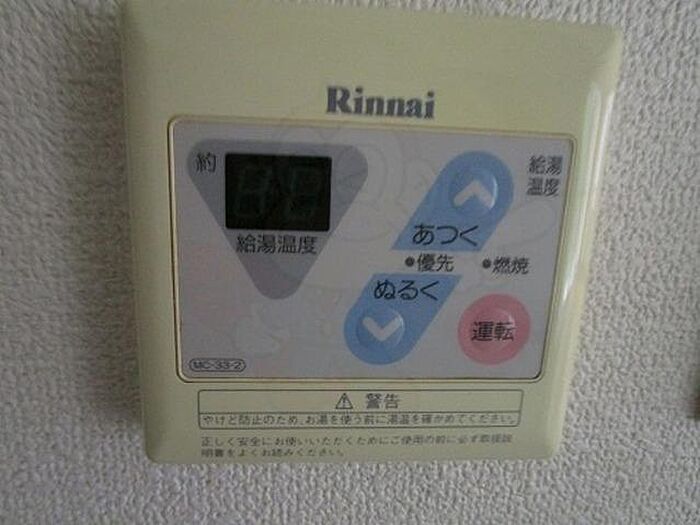 Rinnai
約
給湯温度
給湯
温度
あつく
●優先 ●燃焼
ぬるく
運転
MC-33-2
⚠ 警告
やけど防止のため、お湯を使う前に湯温を確かめてください。
正しく安全にお使いいただくためにご使用の前に必ず取扱説
明書をよくお読みください。